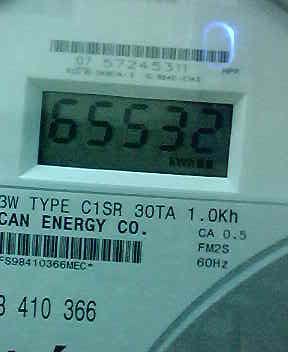 07 57245311
65532
3W TYPE C1SR 30TA 1.0Kh
CAN ENERGY CO.
CA 0.5
FM2S
60Hz
FS98410366MEC*
8 410 366